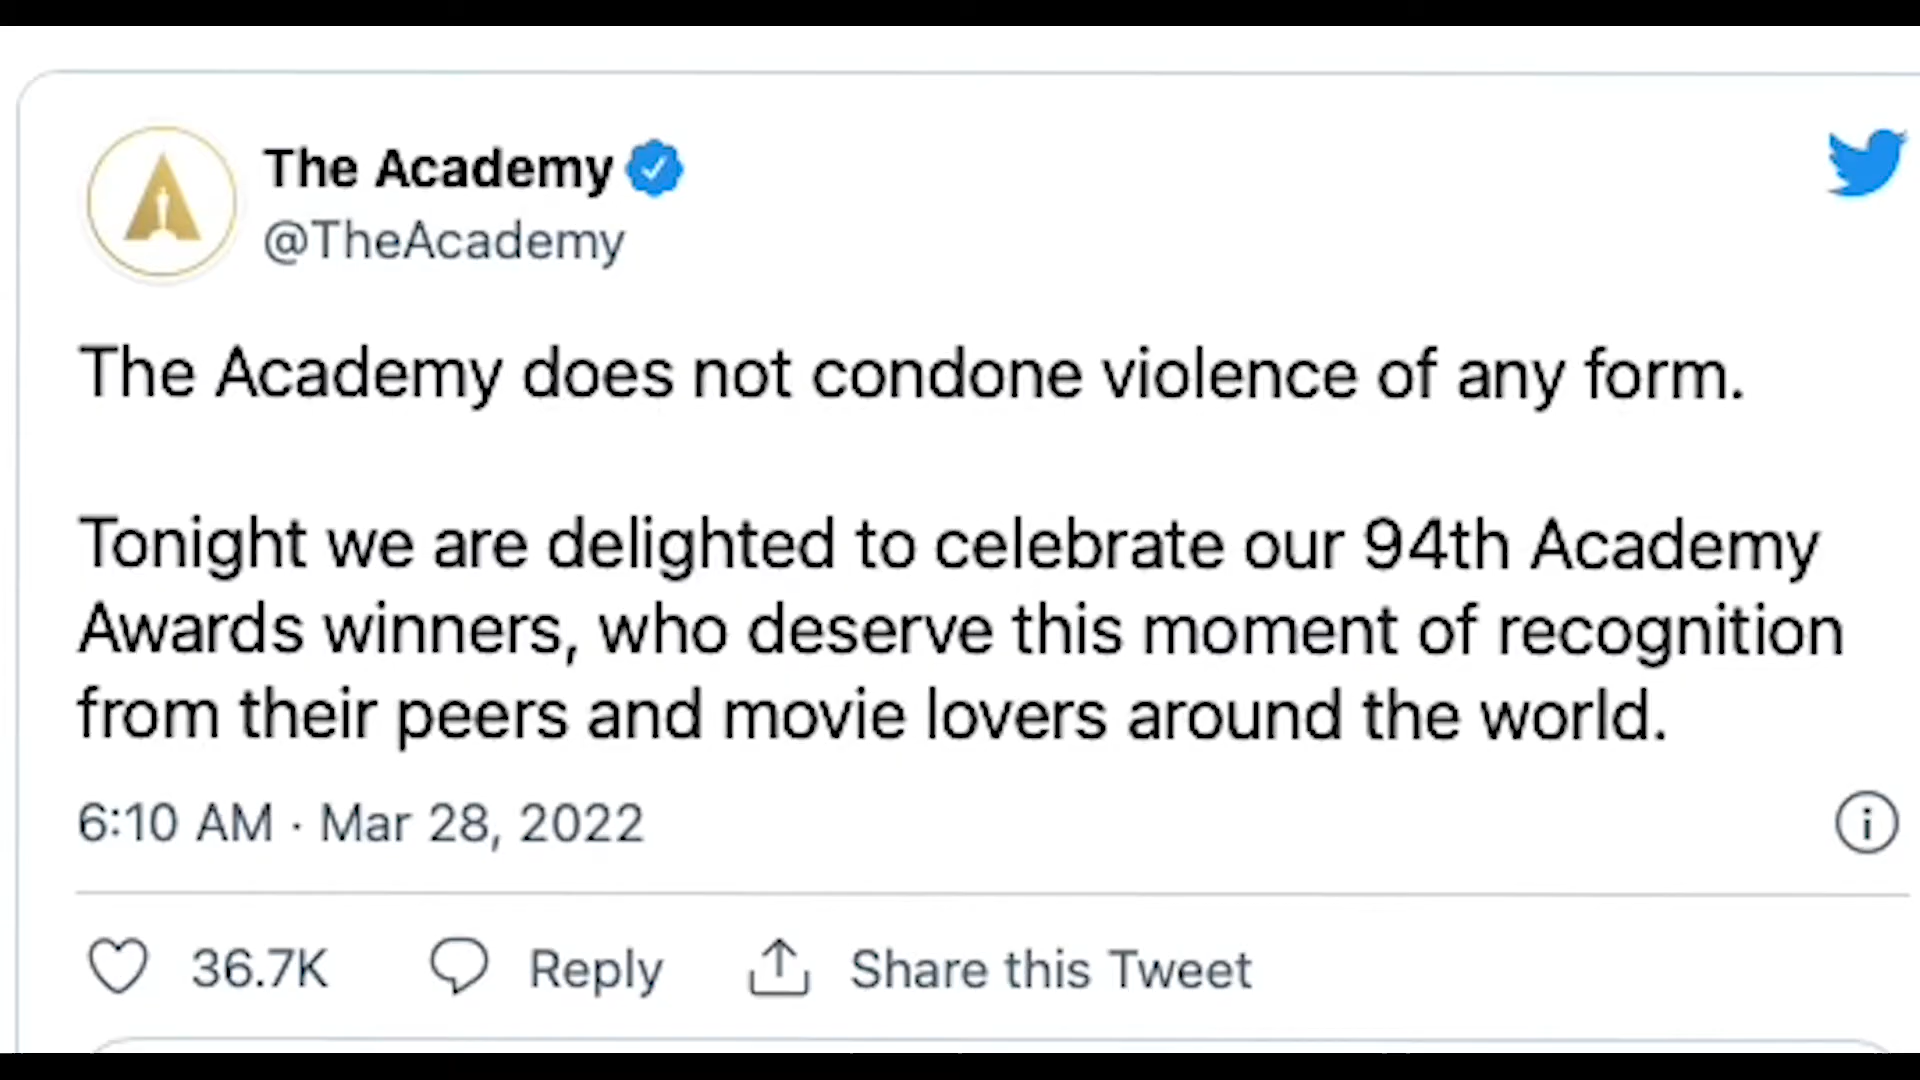 The Academy
@TheAcademy
The Academy does not condone violence of any form.
Tonight we are delighted to celebrate our 94th Academy
Awards winners, who deserve this moment of recognition
from their peers and movie lovers around the world.
6:10 AM · Mar 28, 2022
36.7K Reply Share this Tweet